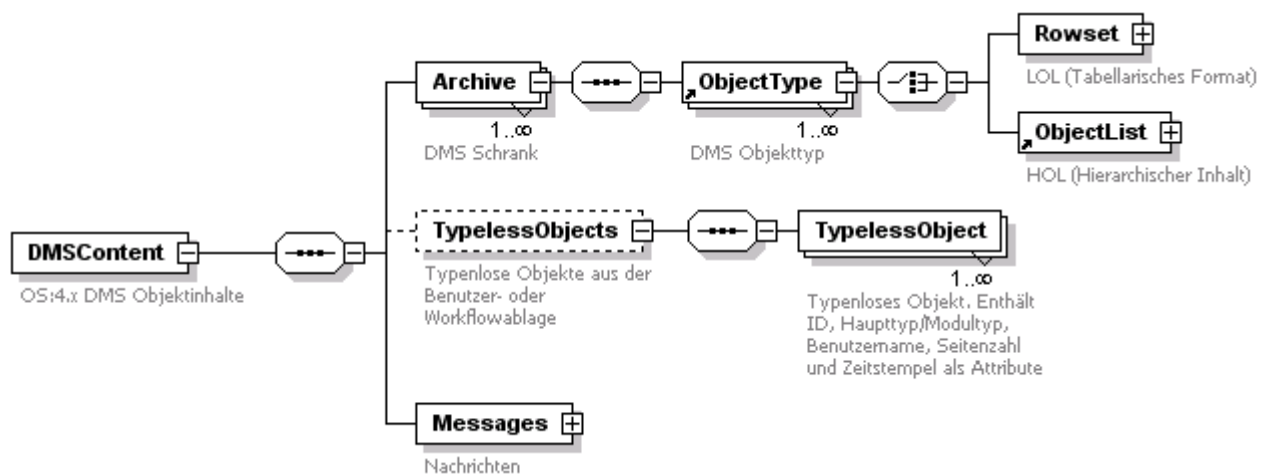 Rowset
LOL (Tabellarisches Format)
Archive
1..∞
DMS Schrank
ObjectType
1..∞
DMS Objekttyp
ObjectList
HOL (Hierarchischer Inhalt)
DMSContent
OS:4.x DMS Objektinhalte
TypelessObjects
Typenlose Objekte aus der
Benutzer- oder
Workflowablage
TypelessObject
1..∞
Typenloses Objekt. Enthält
ID, Haupttyp/Modultyp,
Benutzername, Seitenzahl
und Zeitstempel als Attribute
Messages
Nachrichten